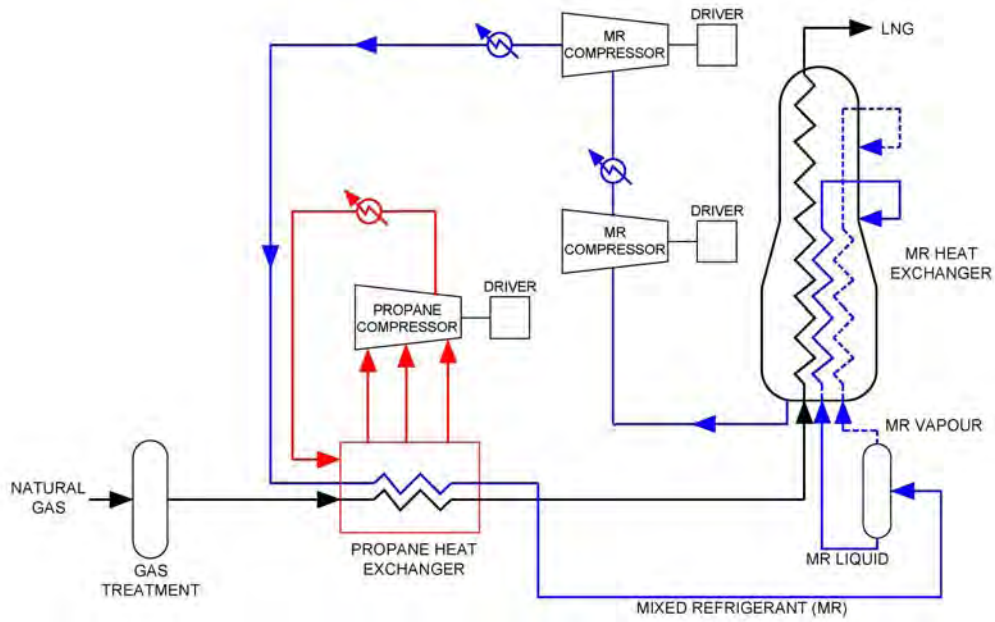 DRIVER
MR
COMPRESSOR
LNG
DRIVER
MR
COMPRESSOR
MR HEAT
EXCHANGER
DRIVER
PROPANE
COMPRESSOR
MR VAPOUR
NATURAL
GAS
MR LIQUID
PROPANE HEAT
EXCHANGER
GAS
TREATMENT
MIXED REFRIGERANT (MR)